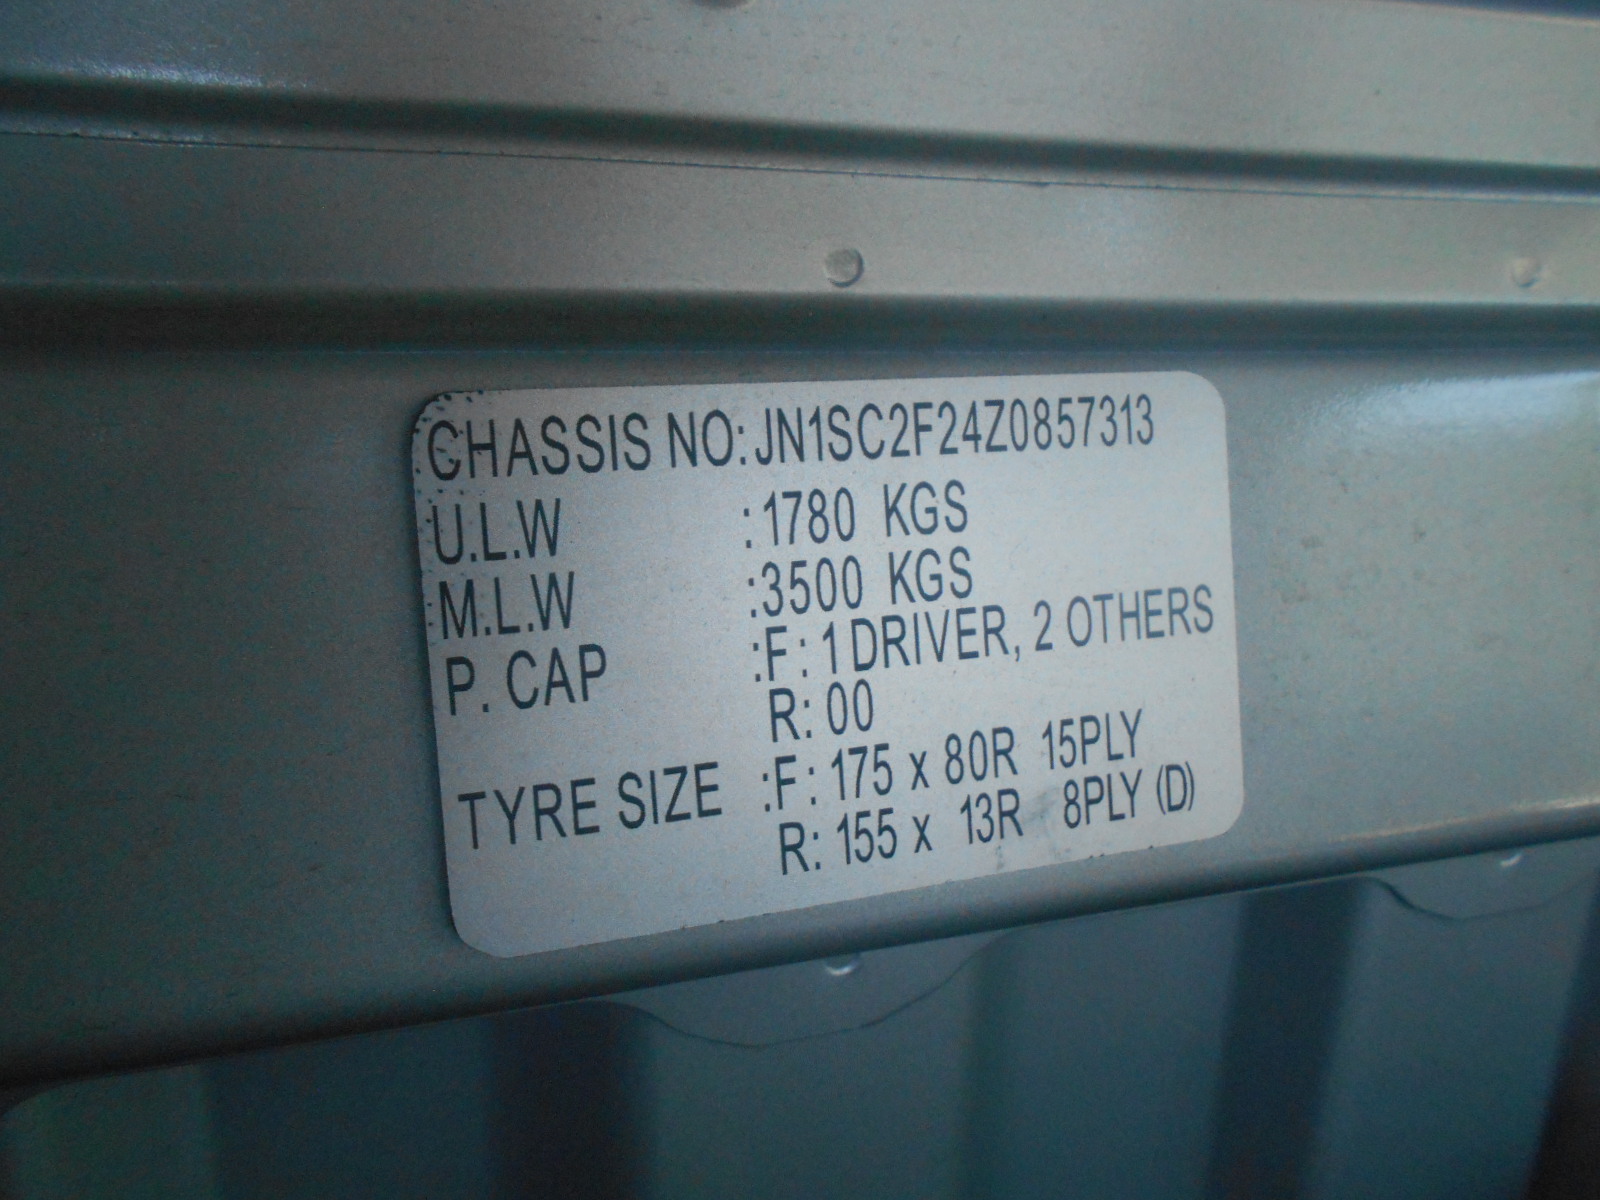 CHASSIS NO:JN1SC2F24Z0857313
U.L.W :1780 KGS
M.L.W :3500 KGS
P. CAP :F: 1 DRIVER, 2 OTHERS
R: 00
TYRE SIZE :F: 175 x 80R 15PLY
R: 155 x 13R 8PLY (D)